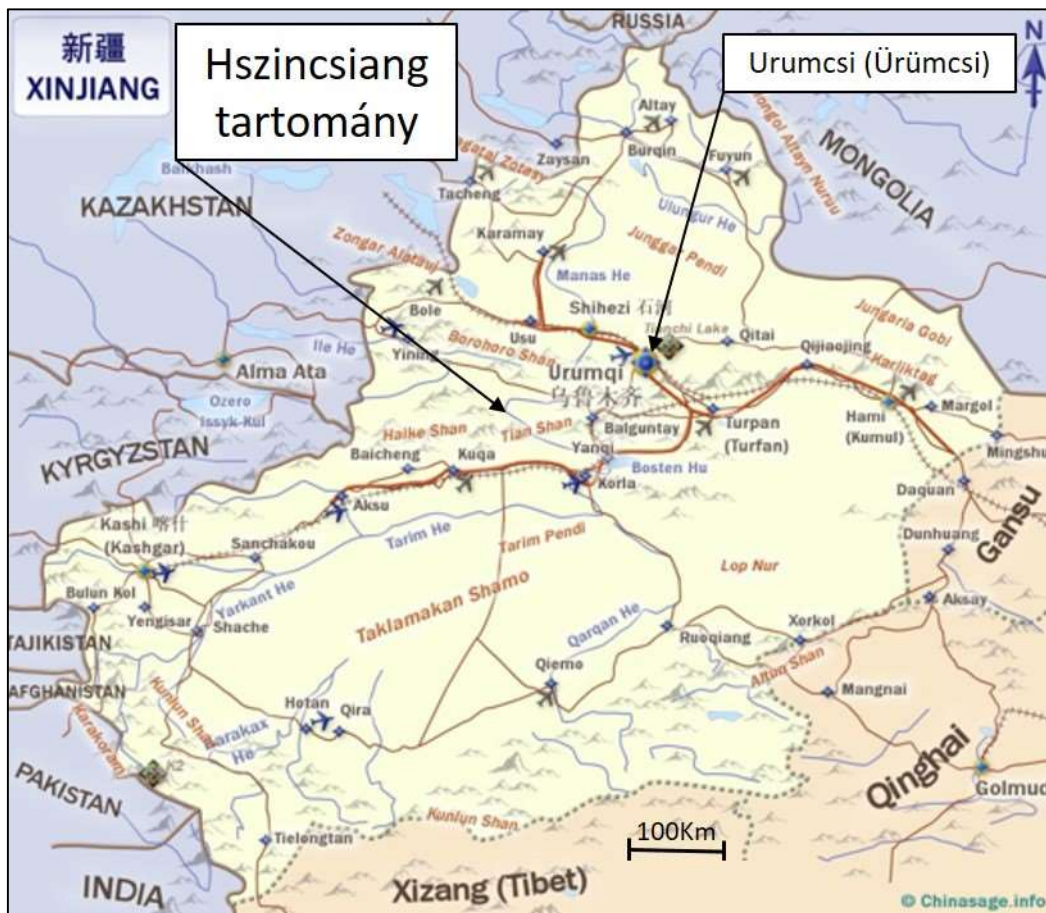 新疆
XINJIANG
Hszincsiang
tartomány
RUSSIA
Urumcsi (Ürümcsi)
N
Altay
Zaysan
Burqin
Fuyun
MONGOLIA
Balkhash
KAZAKHSTAN
Tacheng
Ulungur He
Karamay
Junggar Pendi
Zongar Alataui
Manas He
Bole
Shihezi 石河
Jungaria Gobi
Tianchi Lake
Usu
Qitai
Ile He
Yining
Borohoro Shan
Qijiaojing
Karliktag
Alma Ata
Urumqi
乌鲁木齐
Ozero
Issyk Kul
Turpan
(Turfan)
Hami
(Kumul)
Margol
Halke Shan
Tian Shan
Balguntay
KYRGYZSTAN
Baicheng
Kuqa
Yanqi
Bosten Hu
Mingshu
Korla
Daquan
Aksu
Gansu
Kashi 喀什
(Kashgar)
Tarim He
Tarim Pendi
Dunhuang
Sanchakou
Lop Nur
Bulun Kol
Yarkant He
Taklamakan Shamo
Aksay
Yengisar
Shache
Qarqan He
Xorkol
TAJIKISTAN
Ruoqiang
Qiemo
Altug Shan
AFGHANISTAN
Kunlun Shan
Hotan
Qira
Mangnai
Karakax
He
Karakoram
K2
PAKISTAN
Qinghai
Golmud
Kunlun Shan
100Km
Tielongtan
INDIA
Xizang (Tibet)
© Chinasage.info